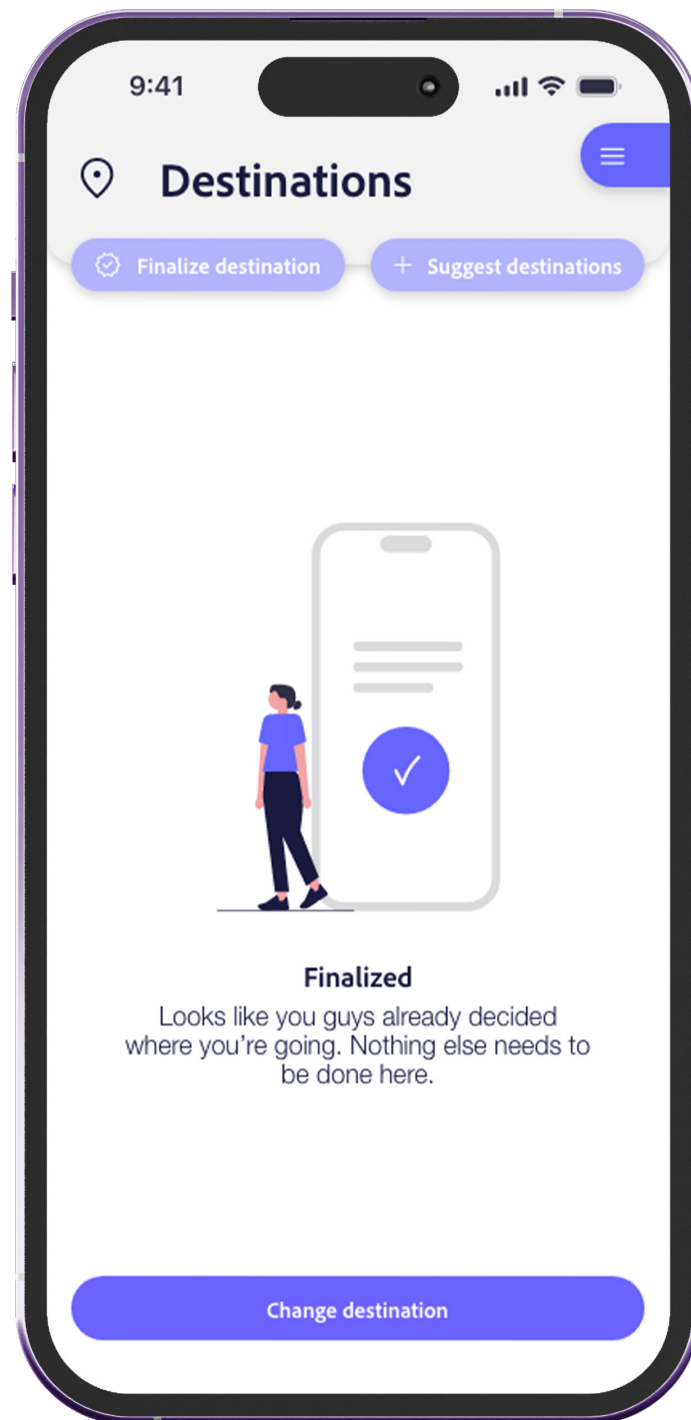 9:41
Destinations
Finalize destination
+ Suggest destinations
Finalized
Looks like you guys already decided
where you’re going. Nothing else needs to
be done here.
Change destination